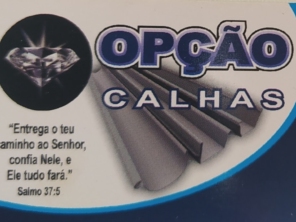 OPÇÃO
CALHAS
"Entrega o teu
aminho ao Senhor,
confia Nele, e
Ele tudo fará."
Salmo 37:5